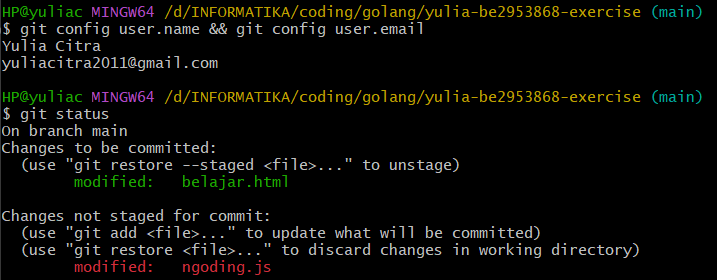 HP@yuliac MINGW64 /d/INFORMATIKA/coding/golang/yulia-be2953868-exercise (main)
$ git config user.name && git config user.email
Yulia Citra
yuliacitra2011@gmail.com

HP@yuliac MINGW64 /d/INFORMATIKA/coding/golang/yulia-be2953868-exercise (main)
$ git status
On branch main
Changes to be committed:
  (use "git restore --staged <file>..." to unstage)
        modified:   belajar.html

Changes not staged for commit:
  (use "git add <file>..." to update what will be committed)
  (use "git restore <file>..." to discard changes in working directory)
        modified:   ngoding.js